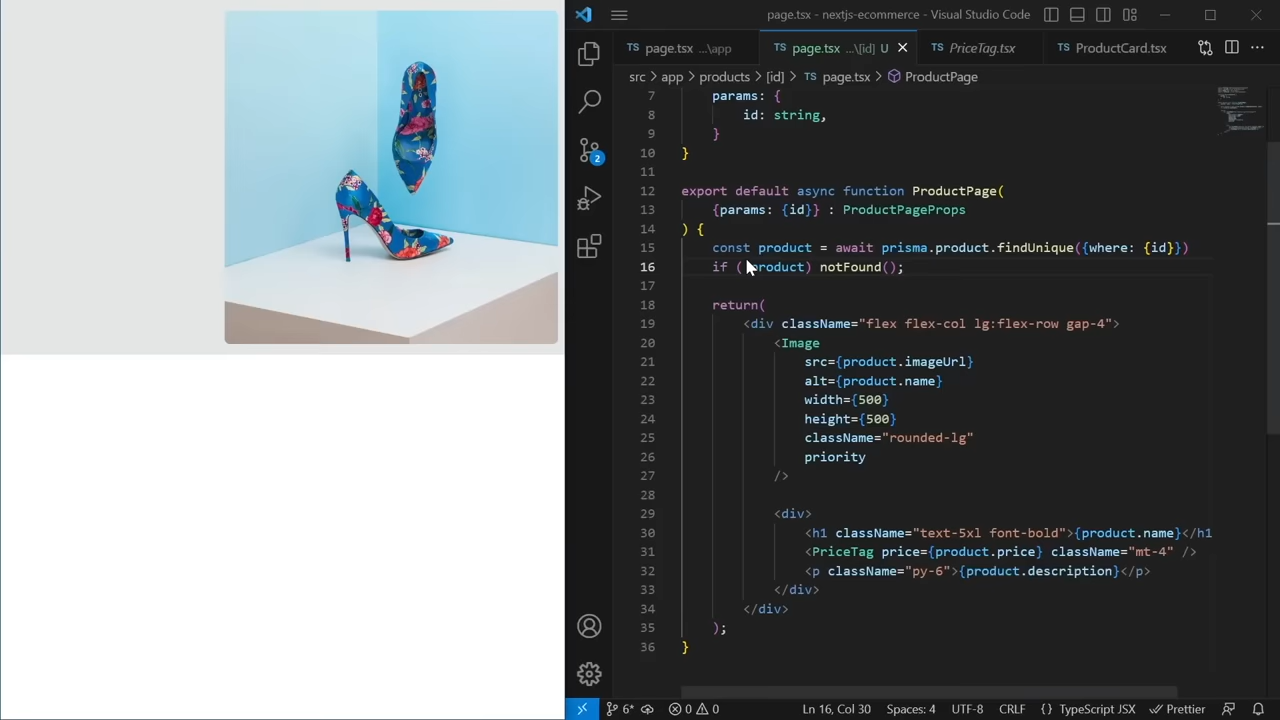 page.tsx - nextjs-ecommerce - Visual Studio Code
page.tsx ...\app
page.tsx ...\[id] U
PriceTag.tsx
ProductCard.tsx
src > app > products > [id] > page.tsx > ProductPage
7 params: {
8 id: string,
9 }
10 }
11
12 export default async function ProductPage(
13 {params: {id}} : ProductPageProps
14 ) {
15 const product = await prisma.product.findUnique({where: {id}})
16 if ( product) notFound();
17
18 return(
19 <div className="flex flex-col lg:flex-row gap-4">
20 <Image
21 src={product.imageUrl}
22 alt={product.name}
23 width={500}
24 height={500}
25 className="rounded-lg"
26 priority
27 />
28
29 <div>
30 <h1 className="text-5xl font-bold">{product.name}</h1
31 <PriceTag price={product.price} className="mt-4" />
32 <p className="py-6">{product.description}</p>
33 </div>
34 </div>
35 );
36 }
2
6* 0 0 Ln 16, Col 30 Spaces: 4 UTF-8 CRLF {} TypeScript JSX Prettier